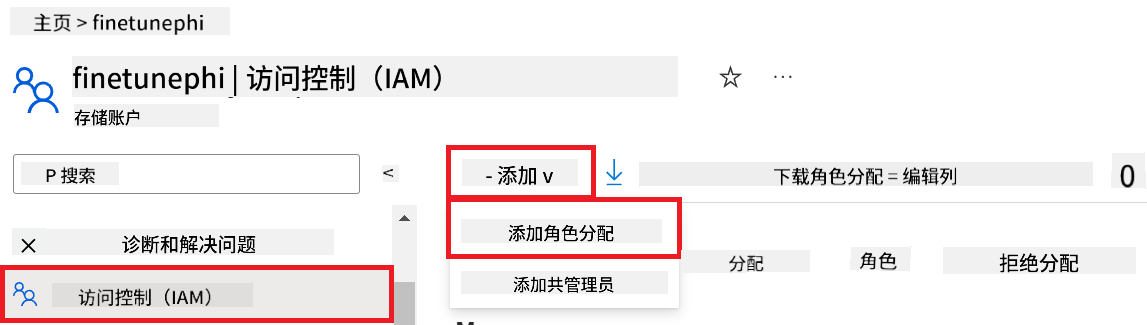 主页 > finetunephi
finetunephi | 访问控制（IAM） ☆ ...
存储账户
P 搜索 <
- 添加 v 下载角色分配 = 编辑列 0
诊断和解决问题
添加角色分配
分配 角色 拒绝分配
访问控制（IAM）
添加共管理员